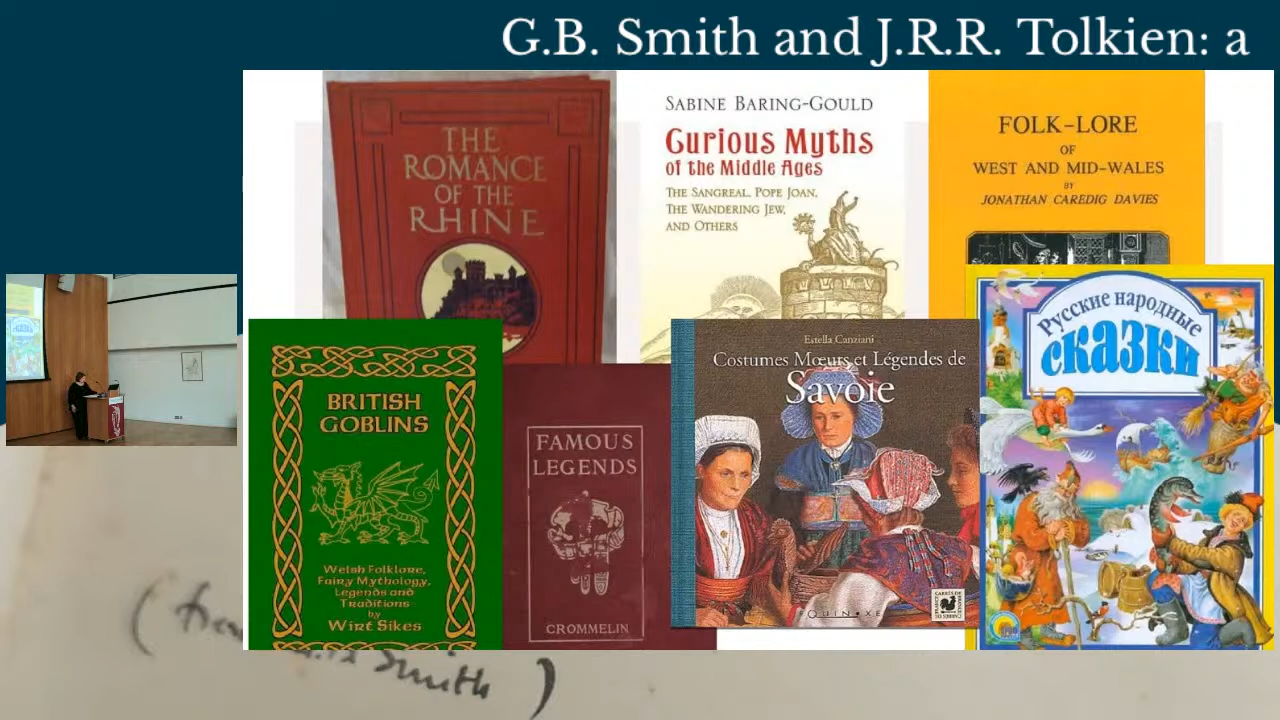 G.B. Smith and J.R.R. Tolkien: a
THE
ROMANCE
OF THE
RHINE
SABINE BARING-GOULD
Curious Myths
of the Middle Ages
THE SANGREAL, POPE JOAN,
THE WANDERING JEW,
AND OTHERS
FOLK-LORE
OF
WEST AND MID-WALES
BY
JONATHAN CAREDIG DAVIES
BRITISH
GOBLINS
Welsh Folklore,
Fairy Mythology,
Legends and
Traditions
by
Wirt Sikes
FAMOUS
LEGENDS
CROMMELIN
Estella Canziani
Costumes Mœurs et Légendes de
Savoie
EQUINOXE
Русские народные
сказки
Smith )